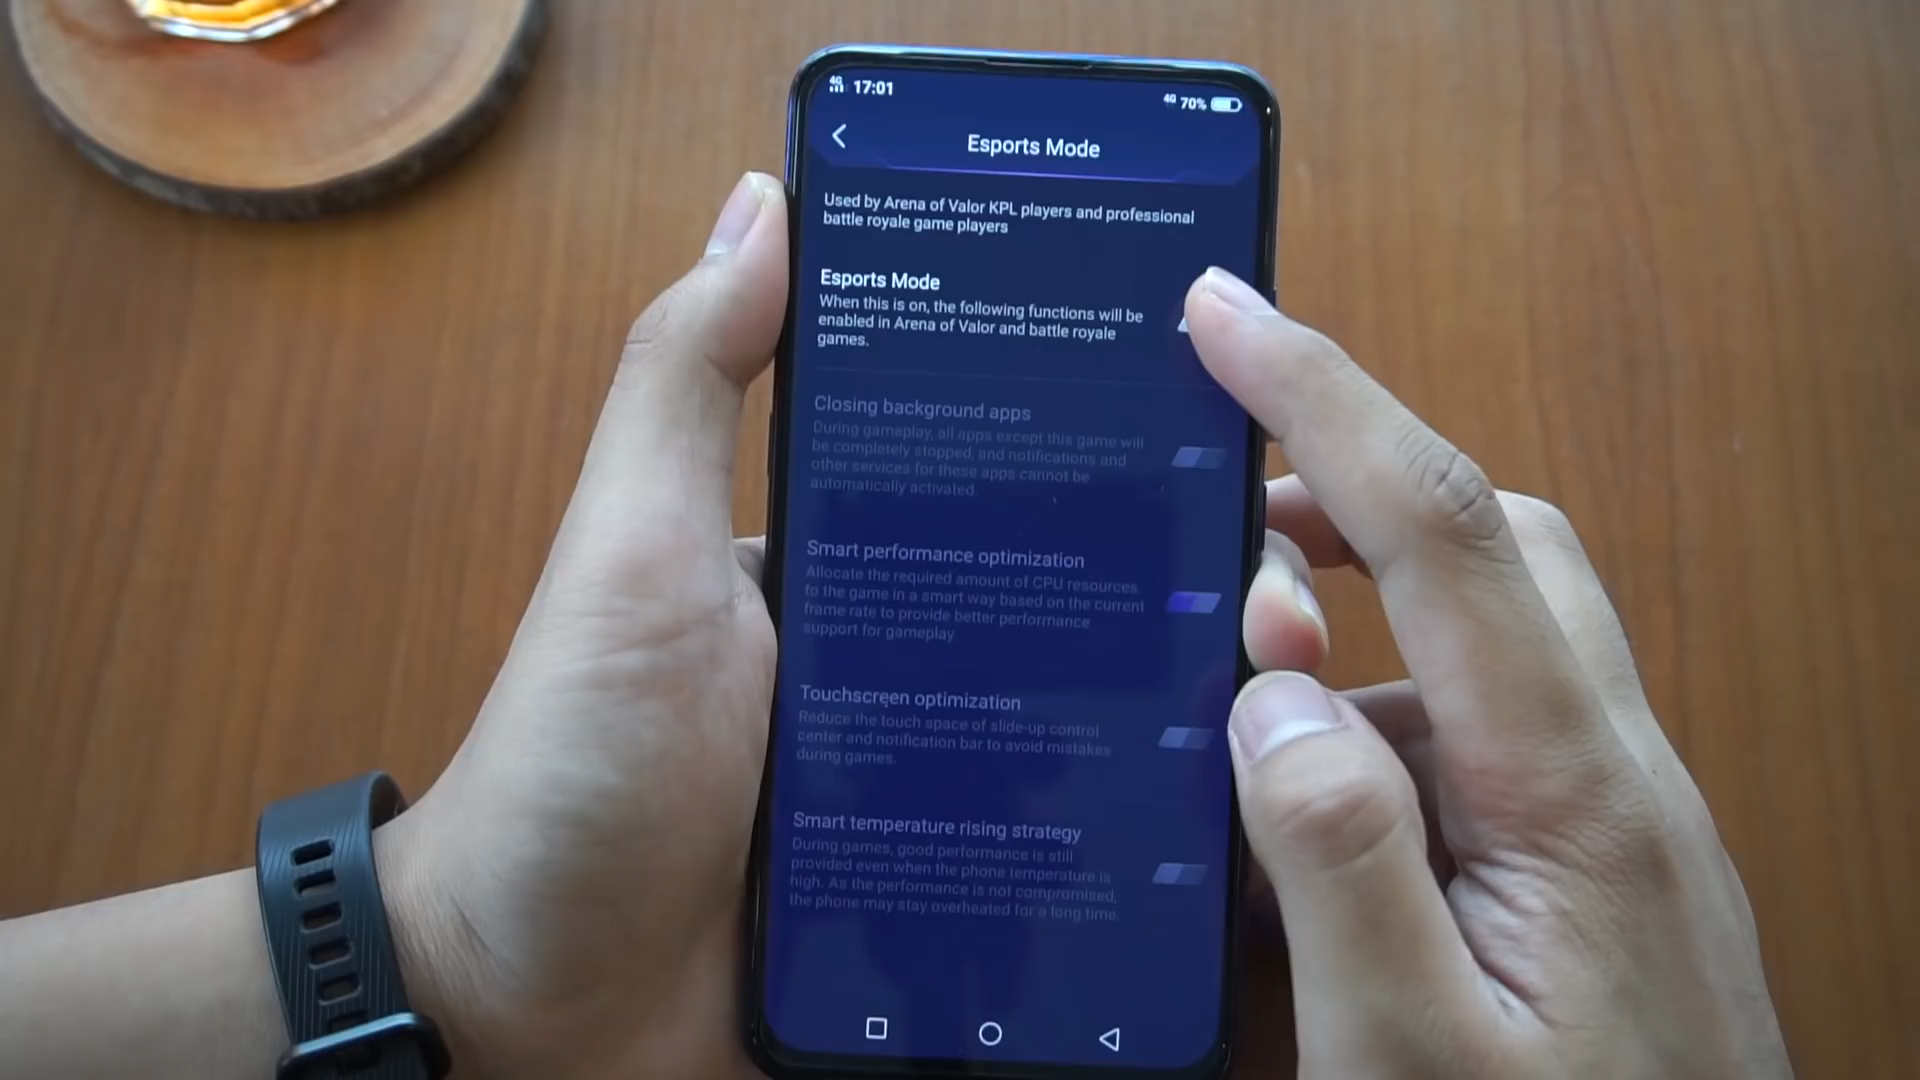 4G 17:01
4G 70%
Esports Mode
Used by Arena of Valor KPL players and professional
battle royale game players
Esports Mode
When this is on, the following functions will be
enabled in Arena of Valor and battle royale
games.
Closing background apps
During gameplay, all apps except this game will
be completely stopped, and notifications and
other services for these apps cannot be
automatically activated.
Smart performance optimization
Allocate the required amount of CPU resources
to the game in a smart way based on the current
frame rate to provide better performance
support for gameplay.
Touchscreen optimization
Reduce the touch space of slide-up control
center and notification bar to avoid mistakes
during games.
Smart temperature rising strategy
During games, good performance is still
provided even when the phone temperature is
high. As the performance is not compromised,
the phone may stay overheated for a long time.